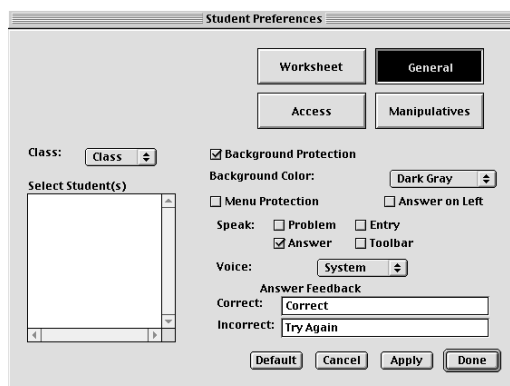 Student Preferences
Worksheet General
Access Manipulatives
Class: Class
Select Student(s)
Background Protection
Background Color: Dark Gray
Menu Protection Answer on Left
Speak: Problem Entry
Answer Toolbar
Voice: System
Answer Feedback
Correct: Correct
Incorrect: Try Again
Default Cancel Apply Done